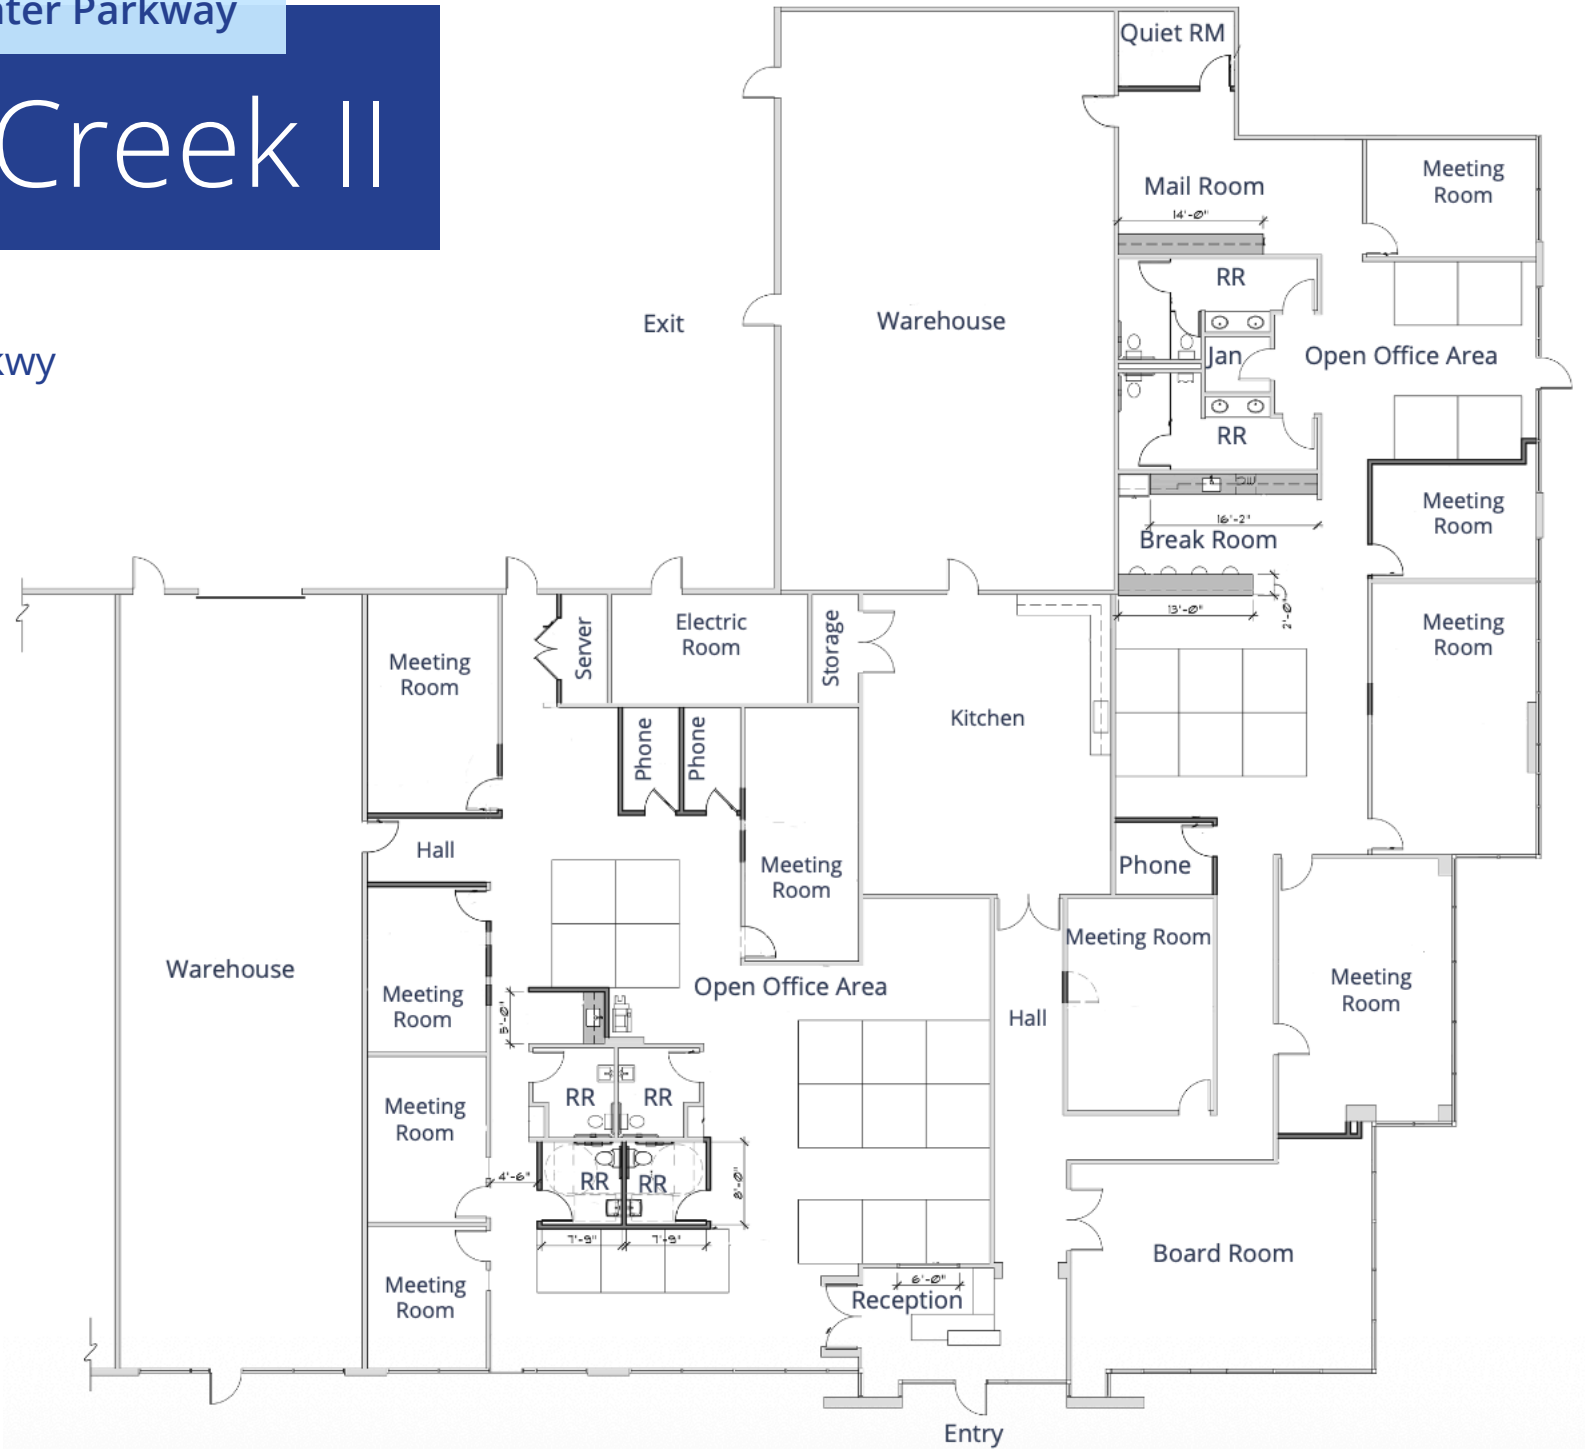 ter Parkway
Creek II
kwy
Quiet RM
Mail Room
14'-0"
Meeting
Room
RR
Exit
Warehouse
Jan
Open Office Area
RR
16'-2"
Break Room
Meeting
Room
13'-0"
2'-0"
Meeting
Room
Electric
Room
Server
Storage
Meeting
Room
Phone
Phone
Kitchen
Hall
Meeting
Room
Phone
Meeting Room
Warehouse
Meeting
Room
Open Office Area
Meeting
Room
Hall
RR
RR
Meeting
Room
4'-6"
RR
RR
8'-0"
7'-9"
7'-9"
Board Room
Meeting
Room
6'-0"
Reception
Entry